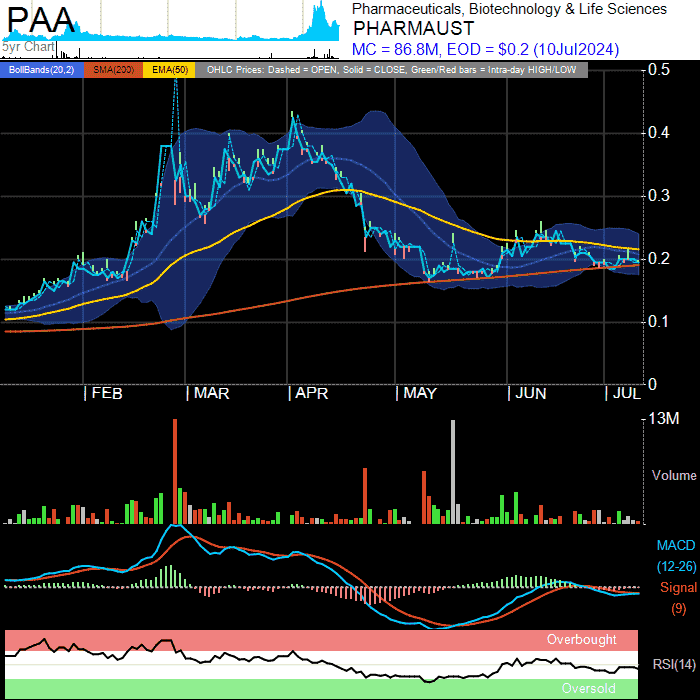 PAA
5yr Chart
Pharmaceuticals, Biotechnology & Life Sciences
PHARMAUST
MC = 86.8M, EOD = $0.2 (10Jul2024)
BollBands(20,2) SMA(200) EMA(50) OHLC Prices: Dashed = OPEN, Solid = CLOSE, Green/Red bars = Intra-day HIGH/LOW
0.5
0.4
0.3
0.2
0.1
0
FEB MAR APR MAY JUN JUL
13M
Volume
MACD
(12-26)
Signal
(9)
Overbought
RSI(14)
Oversold